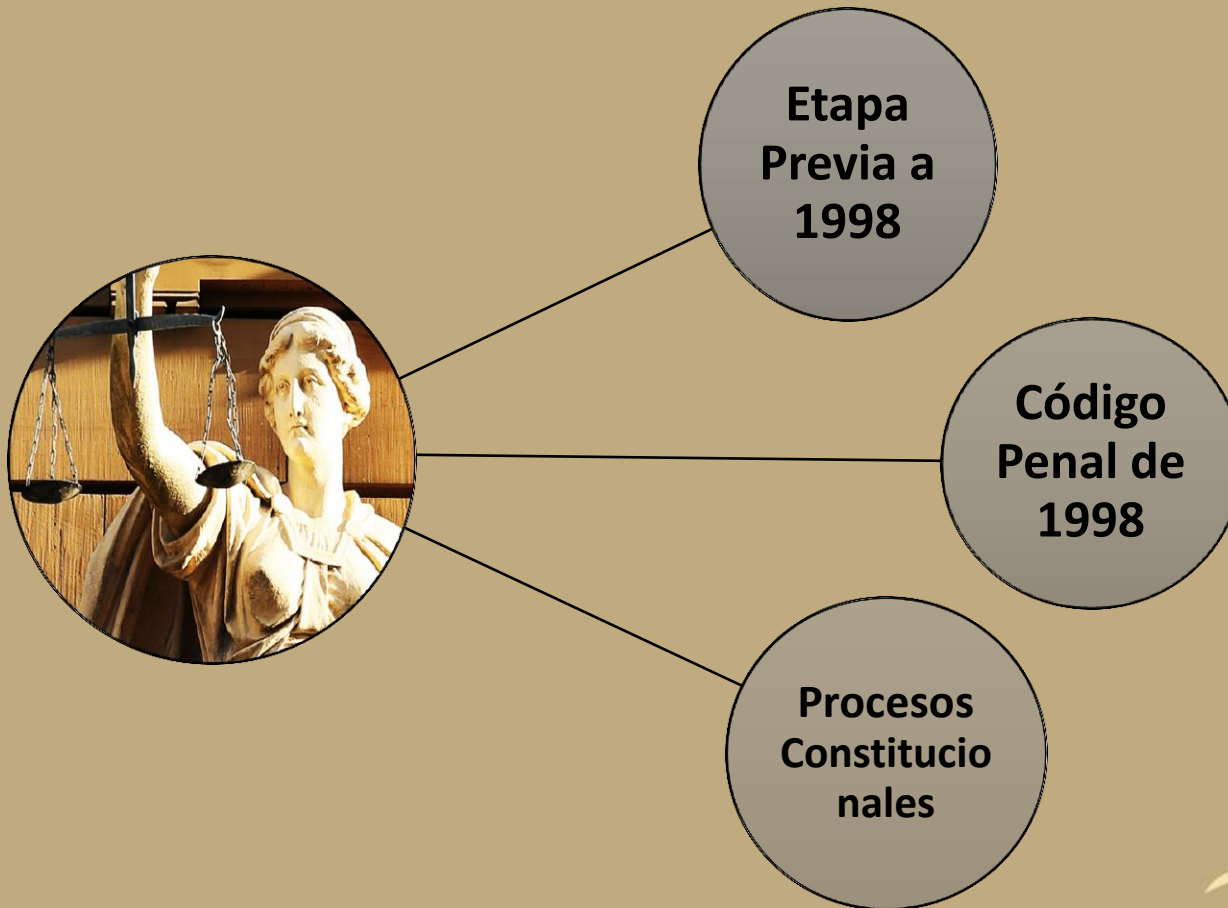 Etapa
Previa a
1998
Código
Penal de
1998
Procesos
Constitucio
nales